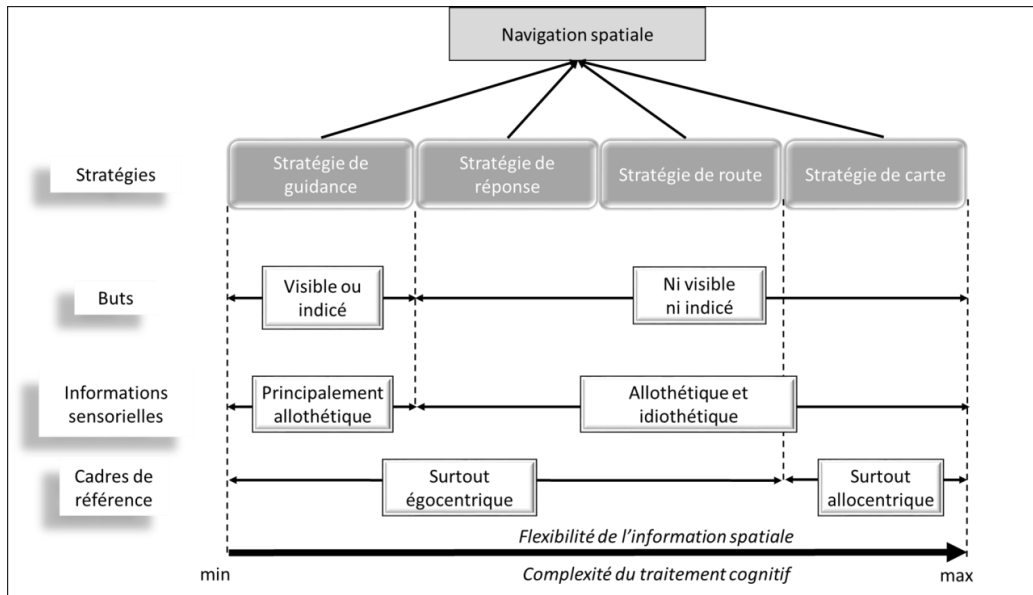 Navigation spatiale
Stratégies
Stratégie de
guidance
Stratégie de
réponse
Stratégie de route
Stratégie de carte
Buts
Visible ou
indicé
Ni visible
ni indicé
Informations
sensorielles
Principalement
allothétique
Allothétique et
idiothétique
Cadres de
référence
Surtout
égocentrique
Surtout
allocentrique
Flexibilité de l’information spatiale
min
Complexité du traitement cognitif
max